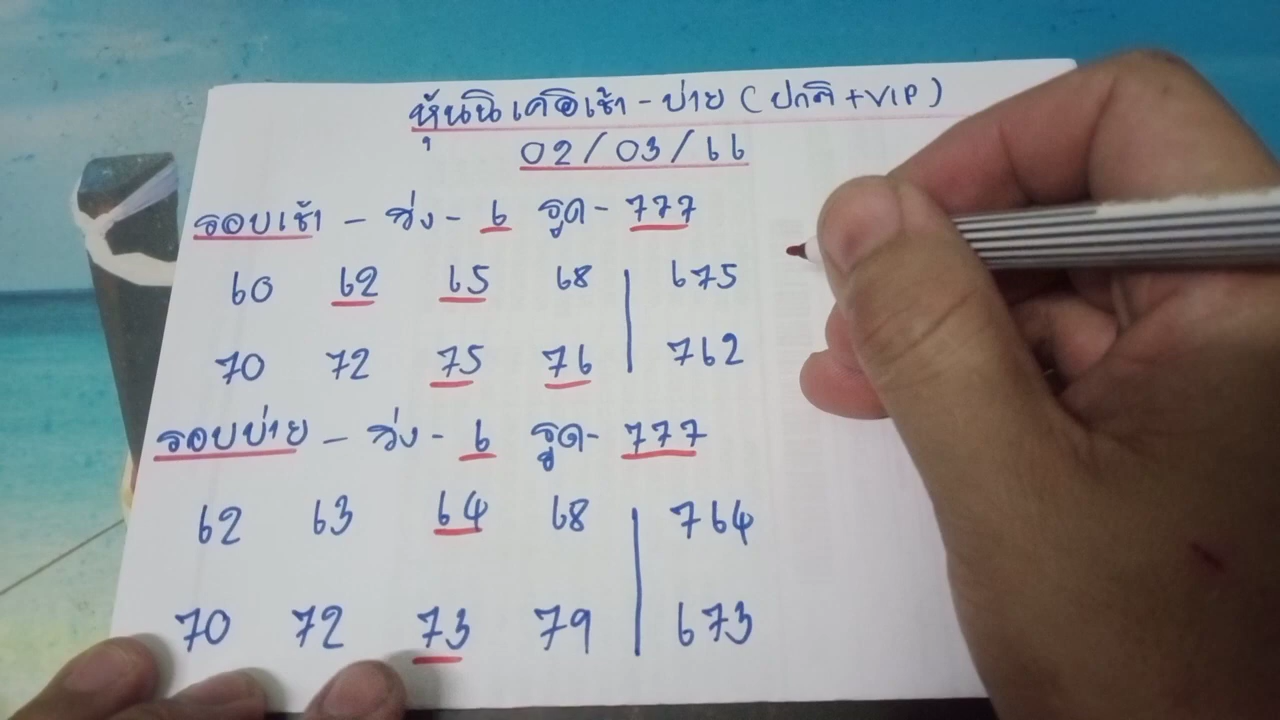 หุ้นนิเคอิเช้า - บ่าย (ปกติ + VIP)
02/03/66
รอบเช้า - วิ่ง - 6 รูด - 777
60 62 65 68 | 675
70 72 75 76 | 762
รอบบ่าย - วิ่ง - 6 รูด - 777
62 63 64 68 | 764
70 72 73 79 | 673